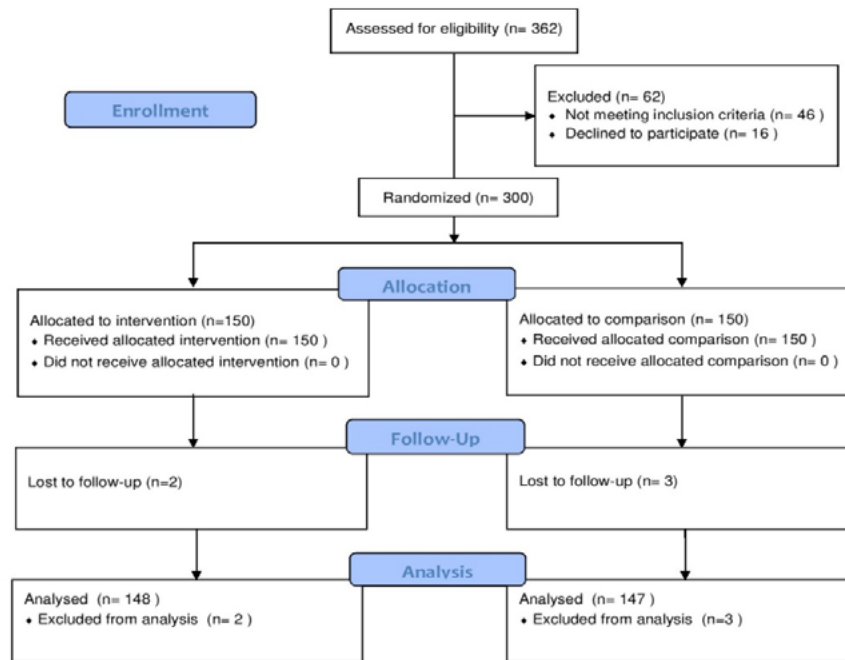 Assessed for eligibility (n= 362)
Enrollment
Excluded (n= 62)
♦ Not meeting inclusion criteria (n= 46 )
♦ Declined to participate (n= 16 )
Randomized (n= 300)
Allocation
Allocated to intervention (n=150)
♦ Received allocated intervention (n= 150 )
♦ Did not receive allocated intervention (n= 0 )
Allocated to comparison (n= 150)
♦ Received allocated comparison (n= 150 )
♦ Did not receive allocated comparison (n= 0 )
Follow-Up
Lost to follow-up (n=2)
Lost to follow-up (n= 3)
Analysis
Analysed (n= 148 )
♦ Excluded from analysis (n= 2 )
Analysed (n= 147)
♦ Excluded from analysis (n=3 )